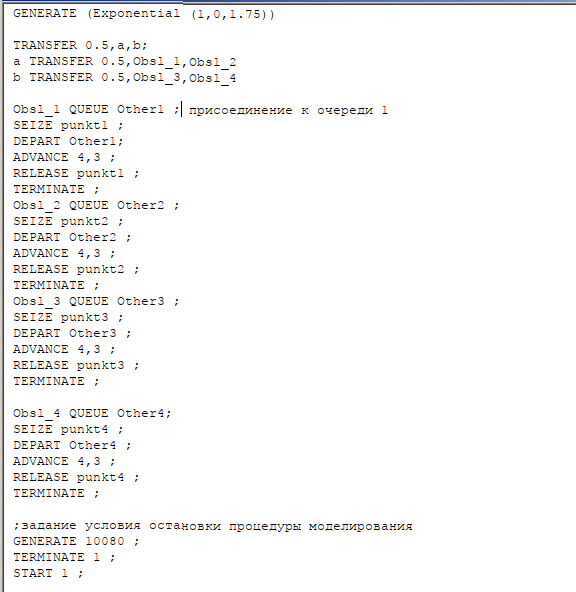 GENERATE (Exponential (1,0,1.75))
TRANSFER 0.5,a,b;
a TRANSFER 0.5,Obsl_1,Obsl_2
b TRANSFER 0.5,Obsl_3,Obsl_4
Obsl_1 QUEUE Other1 ; присоединение к очереди 1
SEIZE punkt1 ;
DEPART Other1;
ADVANCE 4,3 ;
RELEASE punkt1 ;
TERMINATE ;
Obsl_2 QUEUE Other2 ;
SEIZE punkt2 ;
DEPART Other2 ;
ADVANCE 4,3 ;
RELEASE punkt2 ;
TERMINATE ;
Obsl_3 QUEUE Other3 ;
SEIZE punkt3 ;
DEPART Other3 ;
ADVANCE 4,3 ;
RELEASE punkt3 ;
TERMINATE ;
Obsl_4 QUEUE Other4;
SEIZE punkt4 ;
DEPART Other4 ;
ADVANCE 4,3 ;
RELEASE punkt4 ;
TERMINATE ;
;задание условия остановки процедуры моделирования
GENERATE 10080 ;
TERMINATE 1 ;
START 1 ;